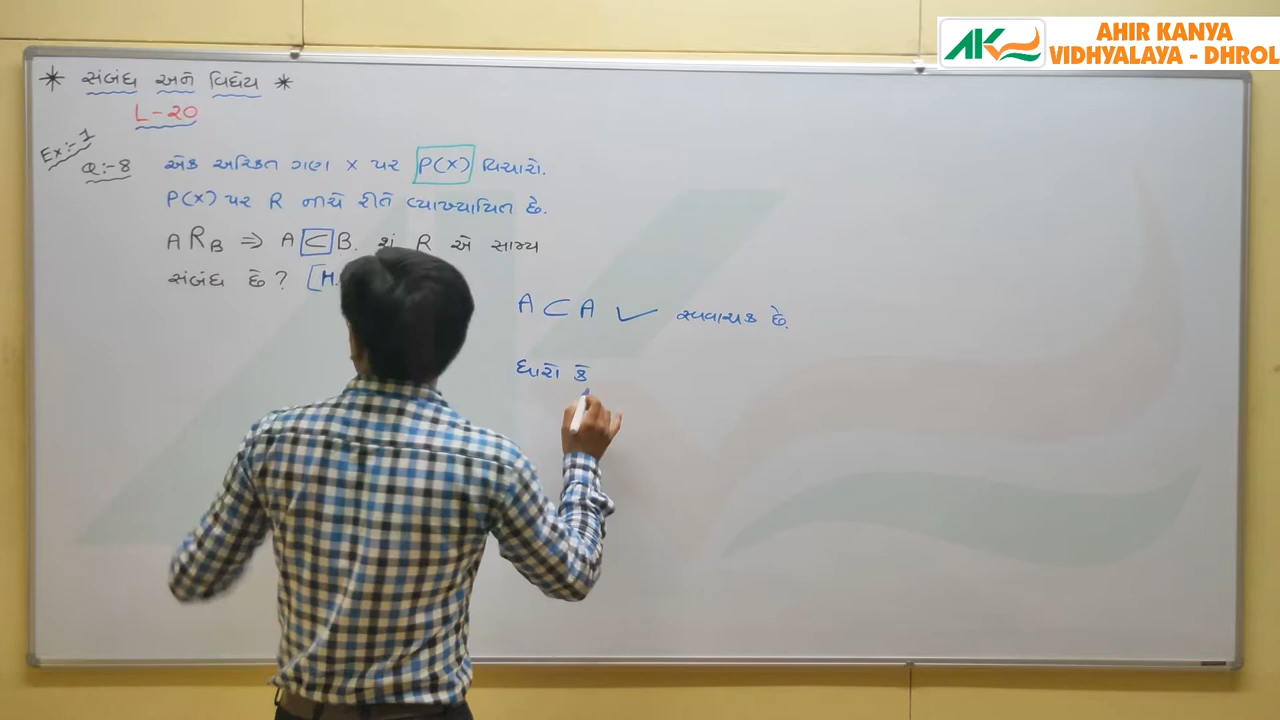 AHIR KANYA
VIDHYALAYA - DHROL
* સંબંધ અને વિધેય *
L-20
Ex:-1
Q:-8 એક અરિક્ત ગણ X પર P(X) વિચારો.
P(X) પર R નીચે રીતે વ્યાખ્યાયિત છે.
A R B ⇒ A ⊂ B. શું R એ સામ્ય
સંબંધ છે? [M.
A ⊂ A ✓ સ્વવાચક છે.
ધારો કે